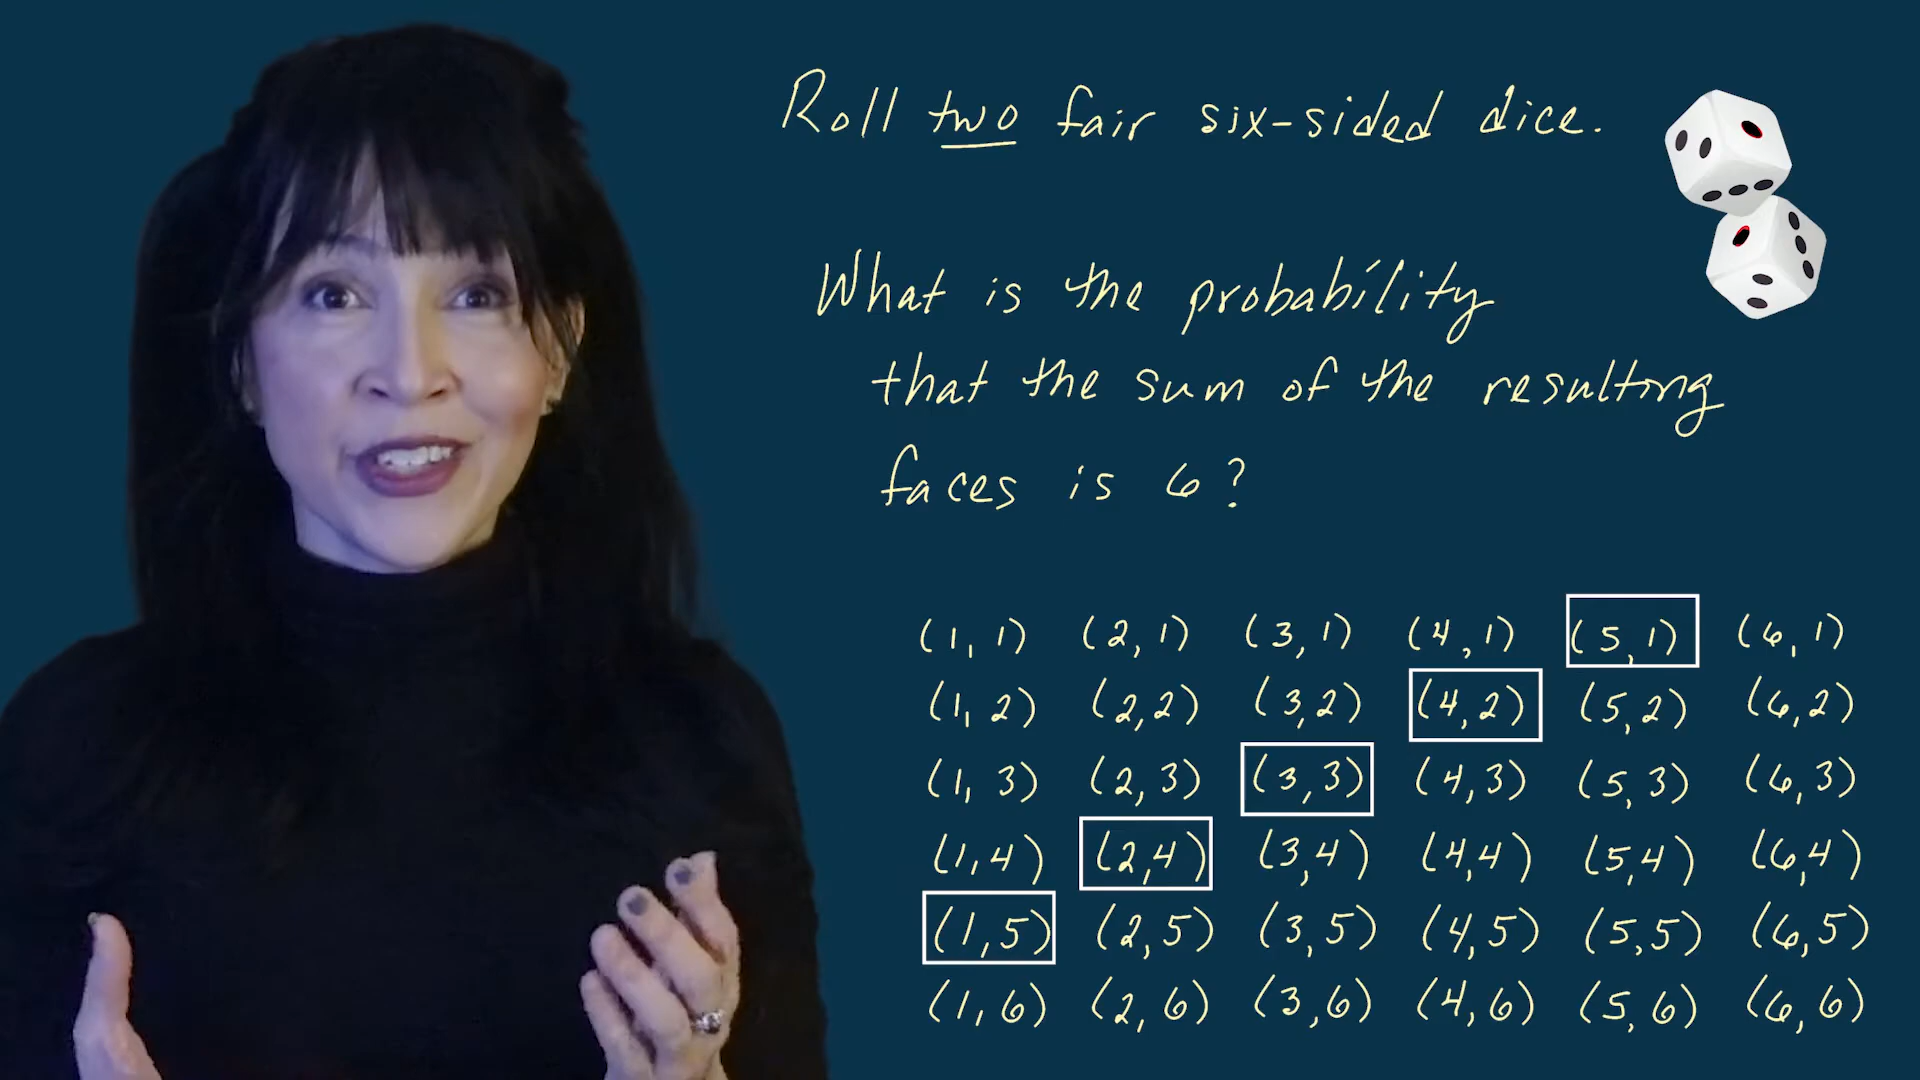 Roll two fair six-sided dice.
What is the probability
that the sum of the resulting
faces is 6?
(1, 1) (2, 1) (3, 1) (4, 1) (5, 1) (6, 1)
(1, 2) (2, 2) (3, 2) (4, 2) (5, 2) (6, 2)
(1, 3) (2, 3) (3, 3) (4, 3) (5, 3) (6, 3)
(1, 4) (2, 4) (3, 4) (4, 4) (5, 4) (6, 4)
(1, 5) (2, 5) (3, 5) (4, 5) (5, 5) (6, 5)
(1, 6) (2, 6) (3, 6) (4, 6) (5, 6) (6, 6)